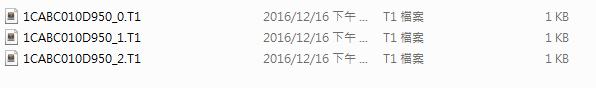 1CABC010D950_0.T1 2016/12/16 下午 ... T1 檔案 1 KB
1CABC010D950_1.T1 2016/12/16 下午 ... T1 檔案 1 KB
1CABC010D950_2.T1 2016/12/16 下午 ... T1 檔案 1 KB